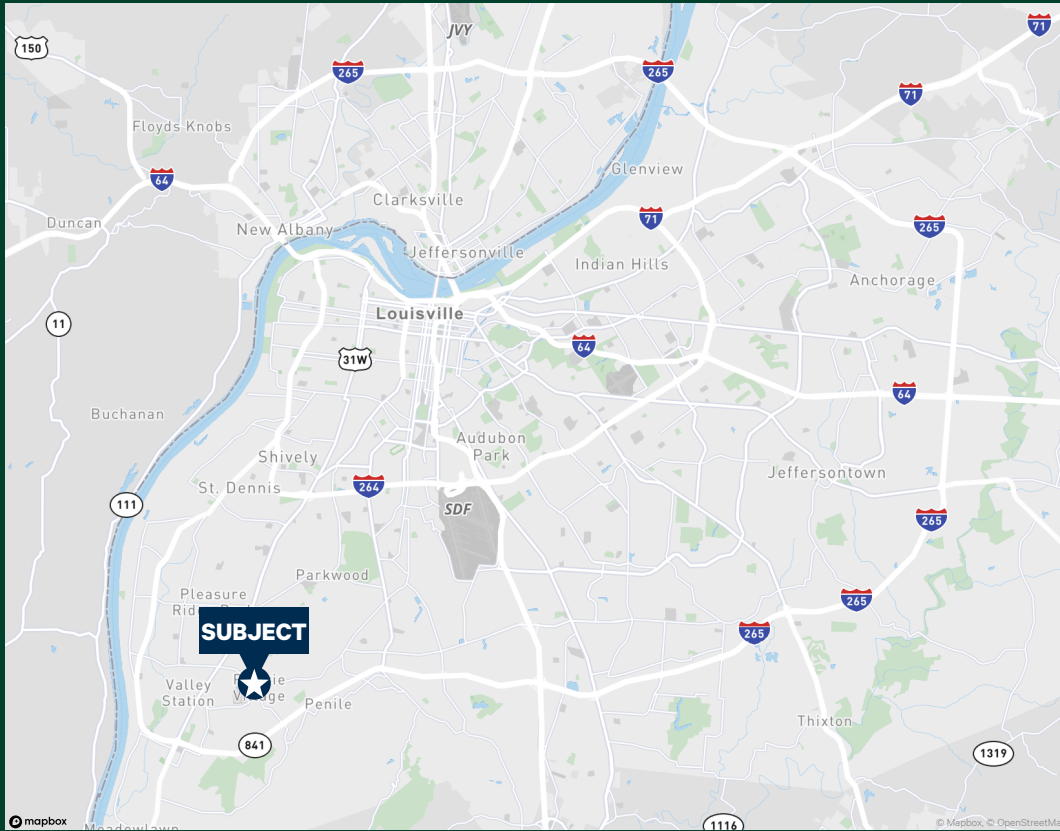 JVY
71
150
265
265
71
Floyds Knobs
Glenview
64
Clarksville
71
Duncan
New Albany
265
Jeffersonville
Indian Hills
Anchorage
Louisville
11
64
31W
64
Buchanan
Audubon
Park
Shively
Jeffersontown
St. Dennis
264
111
SDF
265
Parkwood
Pleasure
265
SUBJECT
265
Valley
Station
Penile
Thixton
841
1319
mapbox
1116
© Mapbox, © OpenStreetMa